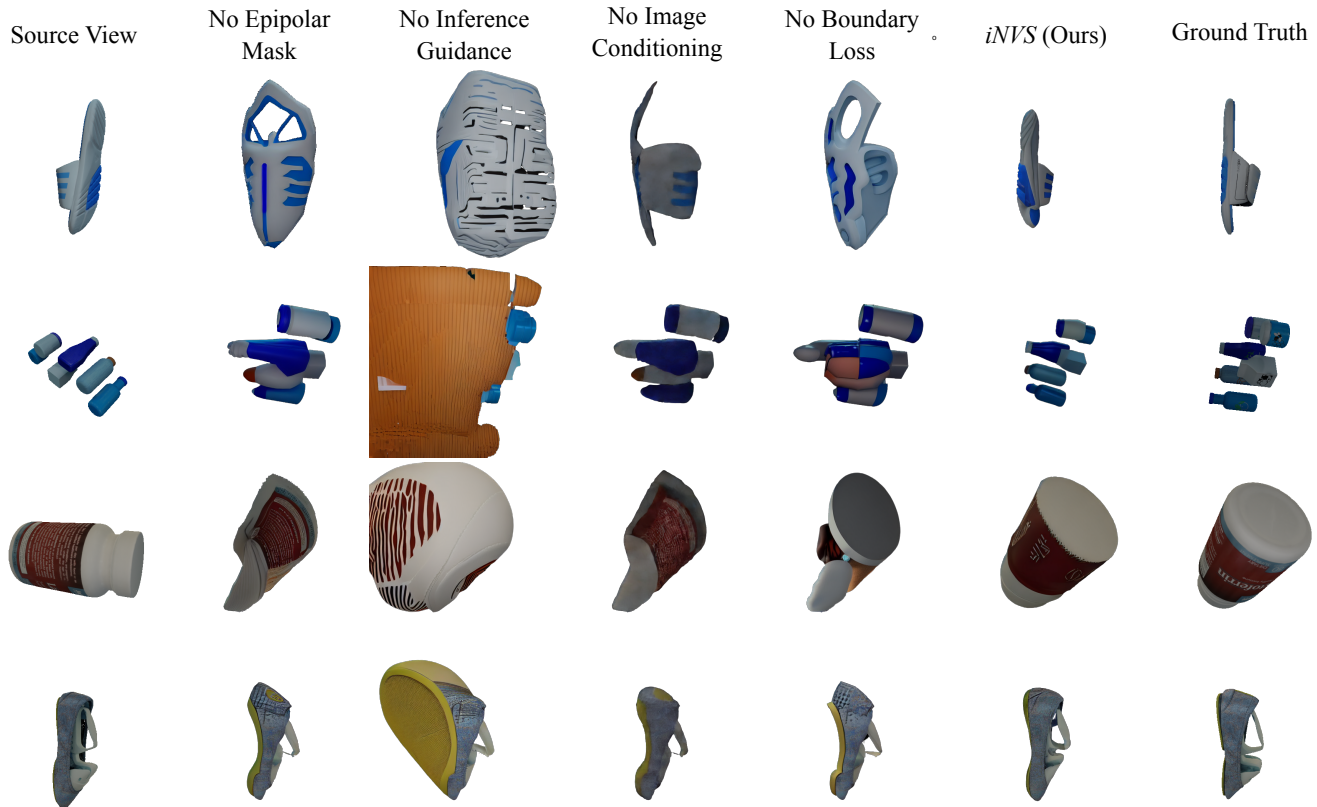 Source View
No Epipolar
Mask
No Inference
Guidance
No Image
Conditioning
No Boundary
Loss
iNVS (Ours)
Ground Truth